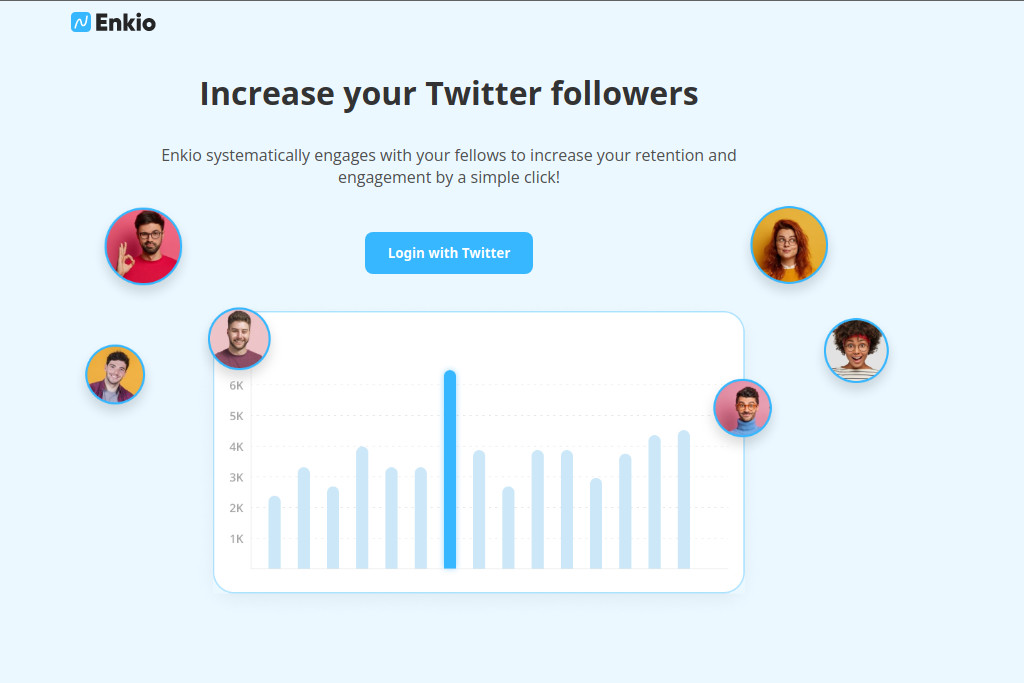 Enkio
Increase your Twitter followers
Enkio systematically engages with your fellows to increase your retention and
engagement by a simple click!
Login with Twitter
6K
5K
4K
3K
2K
1K